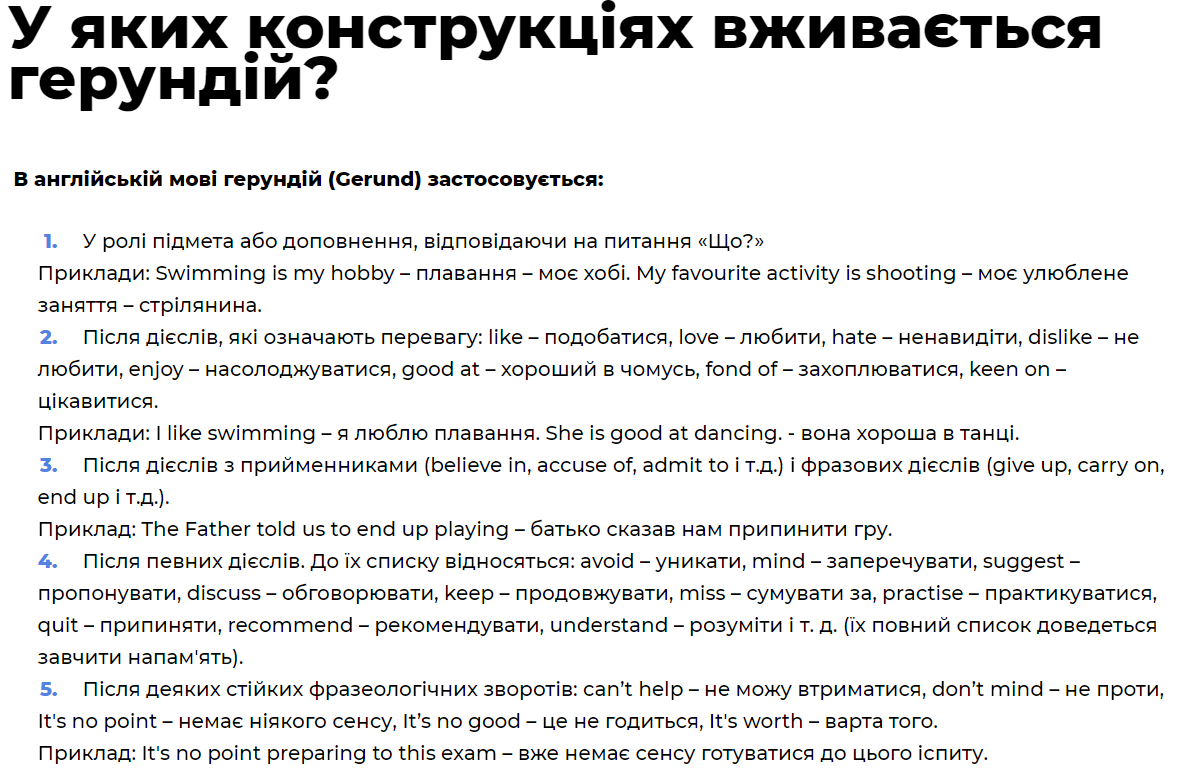 У яких конструкціях вживається
герундій?
В англійській мові герундій (Gerund) застосовується:
1. У ролі підмета або доповнення, відповідаючи на питання «Що?»
Приклади: Swimming is my hobby – плавання – моє хобі. My favourite activity is shooting – моє улюблене
заняття – стрілянина.
2. Після дієслів, які означають перевагу: like – подобатися, love – любити, hate – ненавидіти, dislike – не
любити, enjoy – насолоджуватися, good at – хороший в чомусь, fond of – захоплюватися, keen on –
цікавитися.
Приклади: I like swimming – я люблю плавання. She is good at dancing. - вона хороша в танці.
3. Після дієслів з прийменниками (believe in, accuse of, admit to і т.д.) і фразових дієслів (give up, carry on,
end up і т.д.).
Приклад: The Father told us to end up playing – батько сказав нам припинити гру.
4. Після певних дієслів. До їх списку відносяться: avoid – уникати, mind – заперечувати, suggest –
пропонувати, discuss – обговорювати, keep – продовжувати, miss – сумувати за, practise – практикуватися,
quit – припиняти, recommend – рекомендувати, understand – розуміти і т. д. (їх повний список доведеться
завчити напам'ять).
5. Після деяких стійких фразеологічних зворотів: can’t help – не можу втриматися, don’t mind – не проти,
It's no point – немає ніякого сенсу, It’s no good – це не годиться, It's worth – варта того.
Приклад: It's no point preparing to this exam – вже немає сенсу готуватися до цього іспиту.